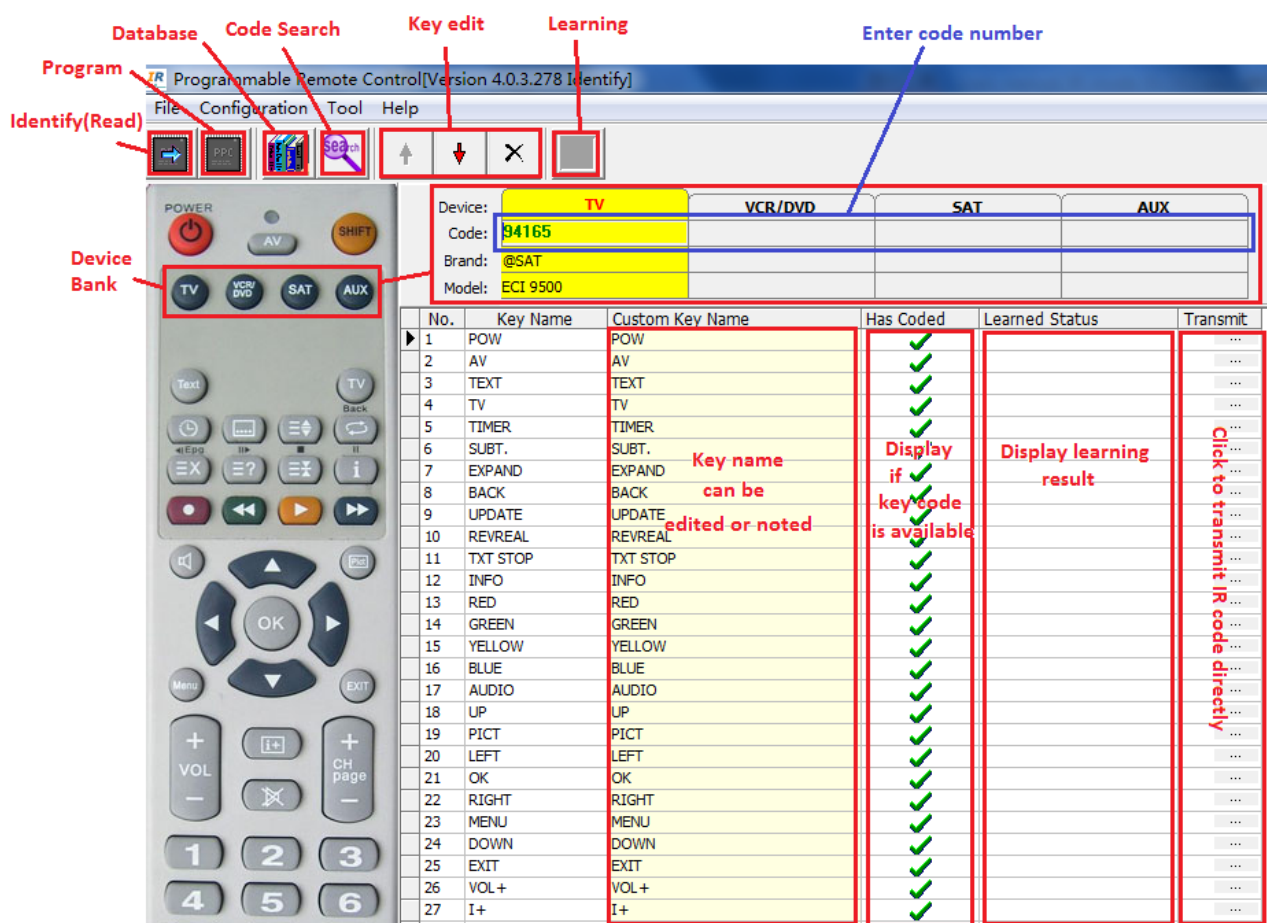 Database
Code Search
Key edit
Learning
Enter code number
Program
IR Programmable Remote Control[Version 4.0.3.278 Identify]
File Configuration Tool Help
Identify(Read)
PPC
search
Device: TV VCR/DVD SAT AUX
Code: 94165
Brand: @SAT
Model: ECI 9500
POWER
AV
SHIFT
Device
Bank
TV
VCR/
DVD
SAT
AUX
Text
TV
Back
Epg
OK
Menu
EXIT
VOL
CH
page
1 2 3
4 5 6
No. Key Name Custom Key Name Has Coded Learned Status Transmit
1 POW POW ...
2 AV AV ...
3 TEXT TEXT ...
4 TV TV ...
5 TIMER TIMER ...
6 SUBT. SUBT. ...
7 EXPAND EXPAND ...
8 BACK BACK ...
9 UPDATE UPDATE ...
10 REVREAL REVREAL ...
11 TXT STOP TXT STOP ...
12 INFO INFO ...
13 RED RED ...
14 GREEN GREEN ...
15 YELLOW YELLOW ...
16 BLUE BLUE ...
17 AUDIO AUDIO ...
18 UP UP ...
19 PICT PICT ...
20 LEFT LEFT ...
21 OK OK ...
22 RIGHT RIGHT ...
23 MENU MENU ...
24 DOWN DOWN ...
25 EXIT EXIT ...
26 VOL+ VOL+ ...
27 I+ I+ ...
Key name
can be
edited or noted
Display
if
key code
is available
Display learning
result
Click to transmit IR code directly